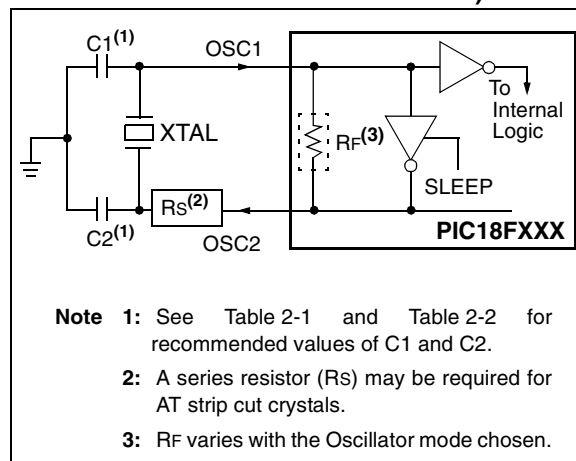 C1(1)
OSC1
To
Internal
Logic
XTAL
RF(3)
SLEEP
RS(2)
C2(1)
OSC2
PIC18FXXX
Note 1: See Table 2-1 and Table 2-2 for
recommended values of C1 and C2.
2: A series resistor (RS) may be required for
AT strip cut crystals.
3: RF varies with the Oscillator mode chosen.